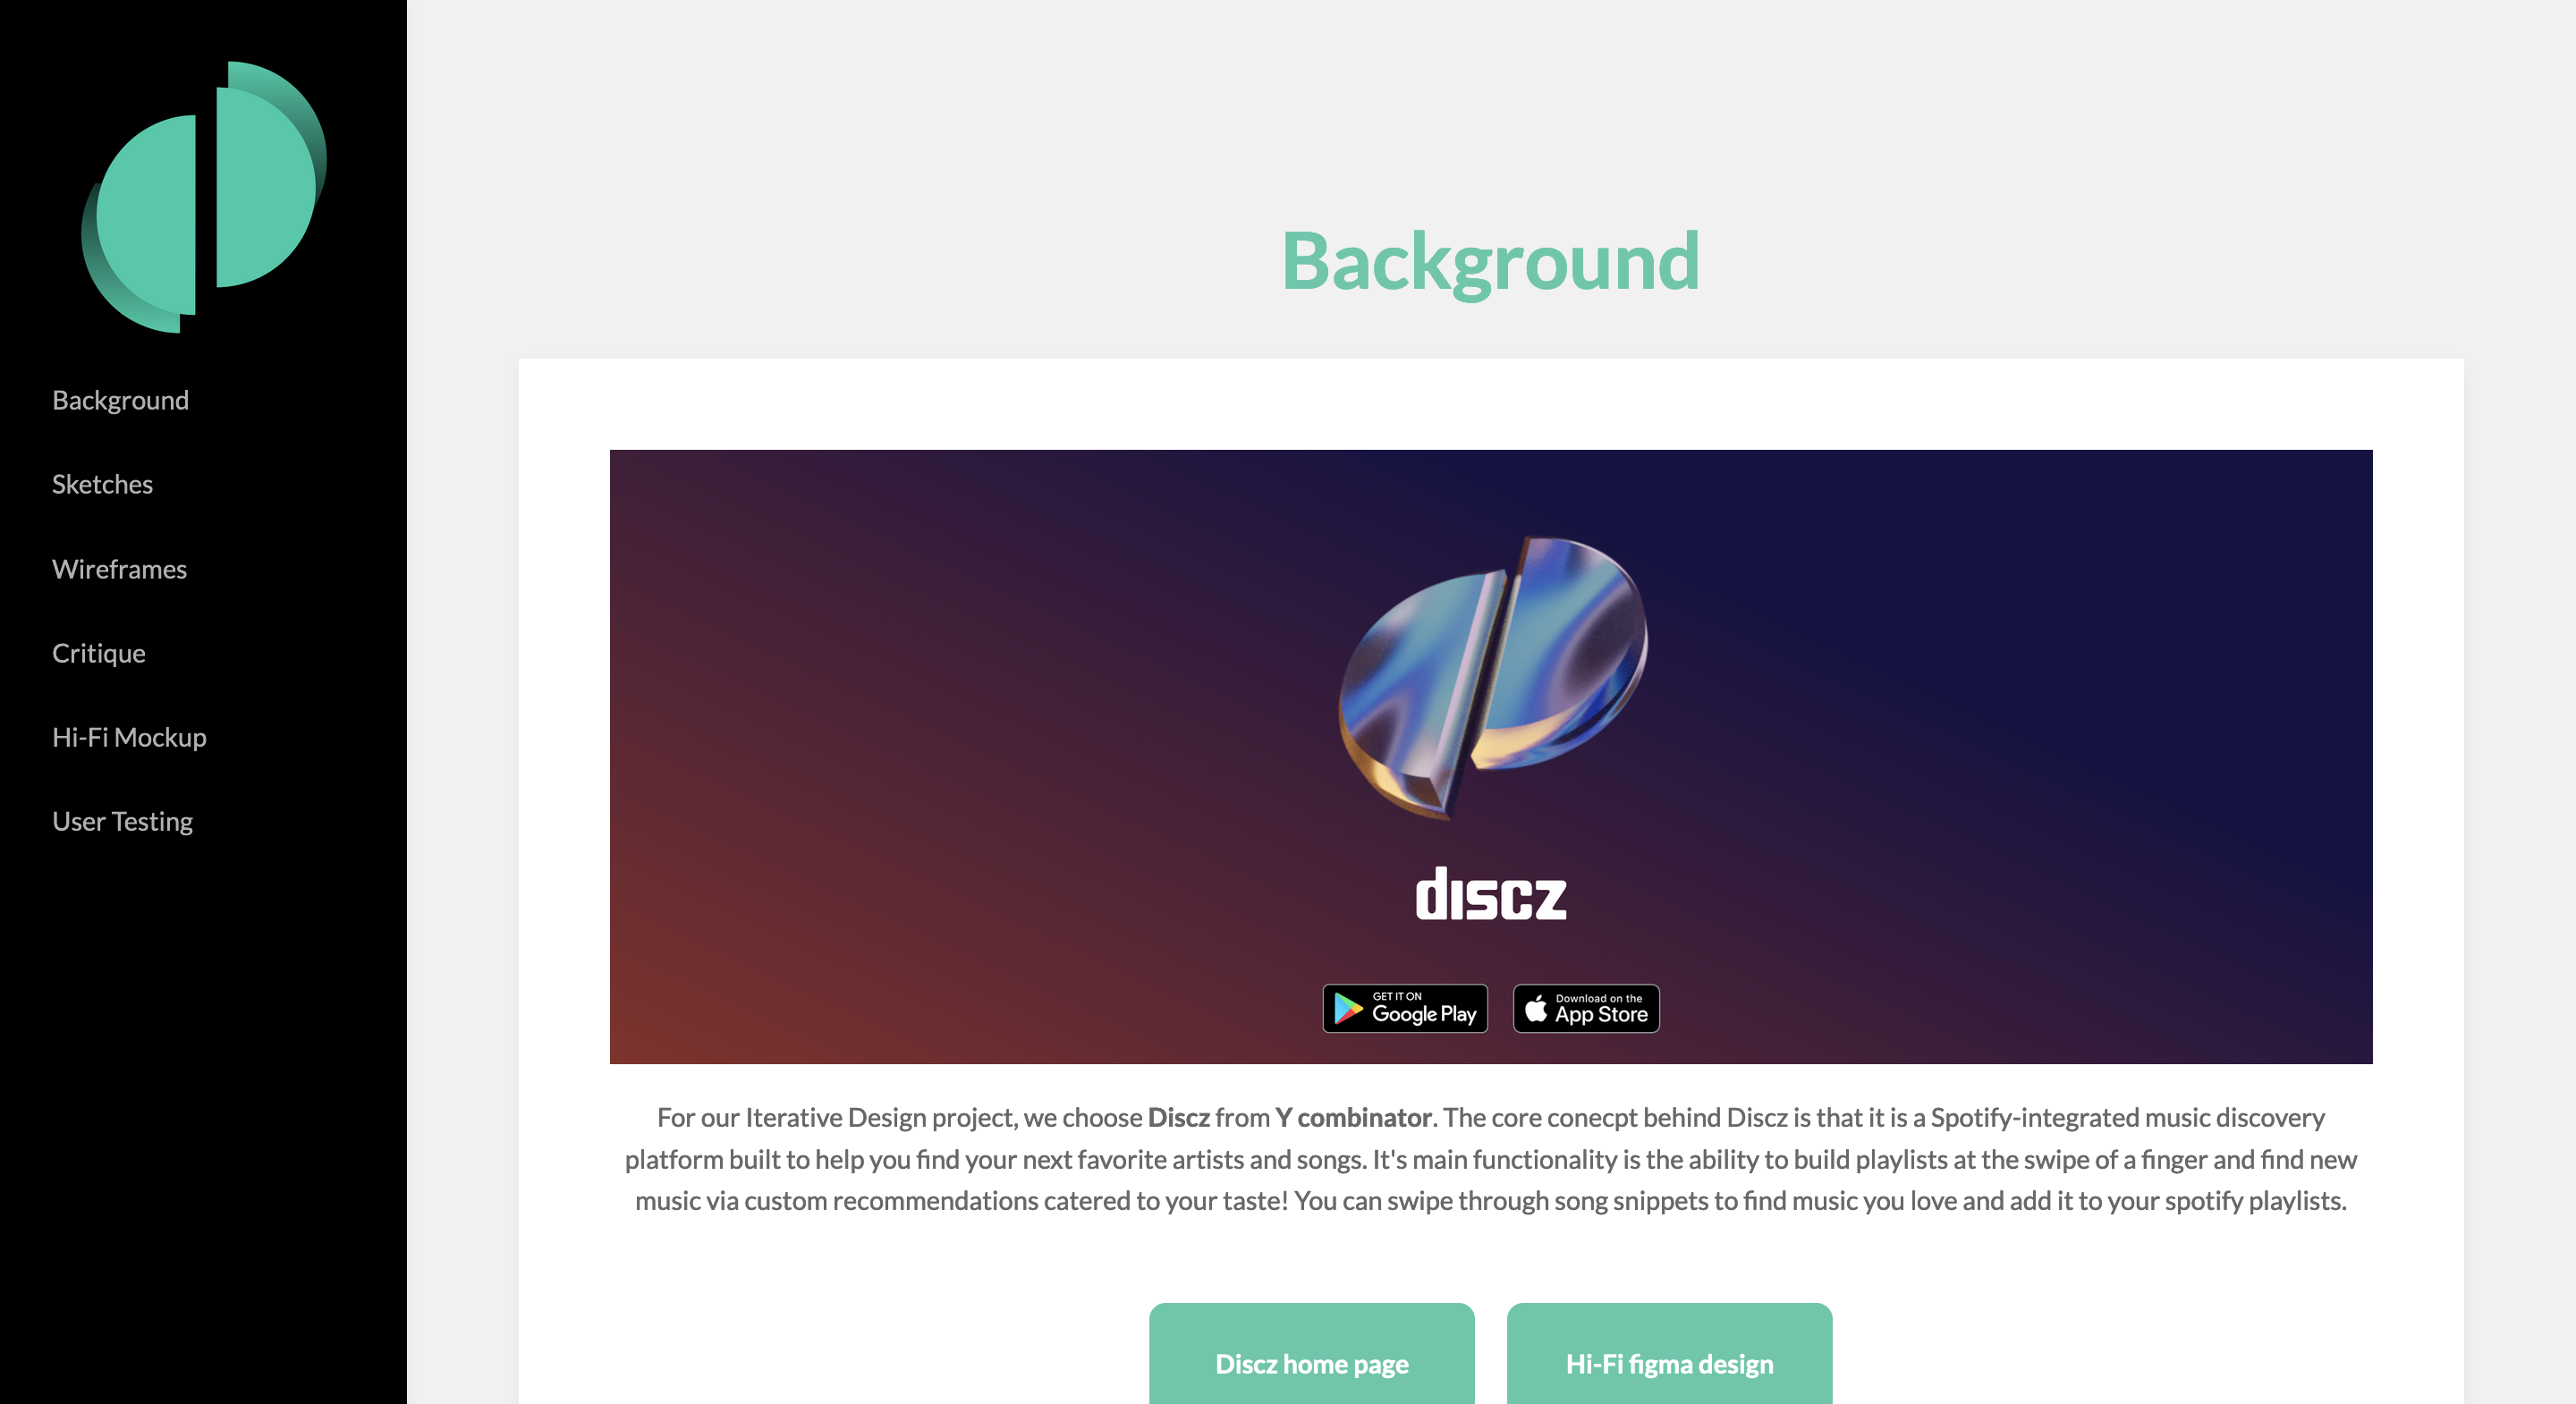 Background
Sketches
Wireframes
Critique
Hi-Fi Mockup
User Testing
Background
discz
GET IT ON
Google Play
Download on the
App Store
For our Iterative Design project, we choose Discz from Y combinator. The core conecpt behind Discz is that it is a Spotify-integrated music discovery
platform built to help you find your next favorite artists and songs. It's main functionality is the ability to build playlists at the swipe of a finger and find new
music via custom recommendations catered to your taste! You can swipe through song snippets to find music you love and add it to your spotify playlists.
Discz home page
Hi-Fi figma design